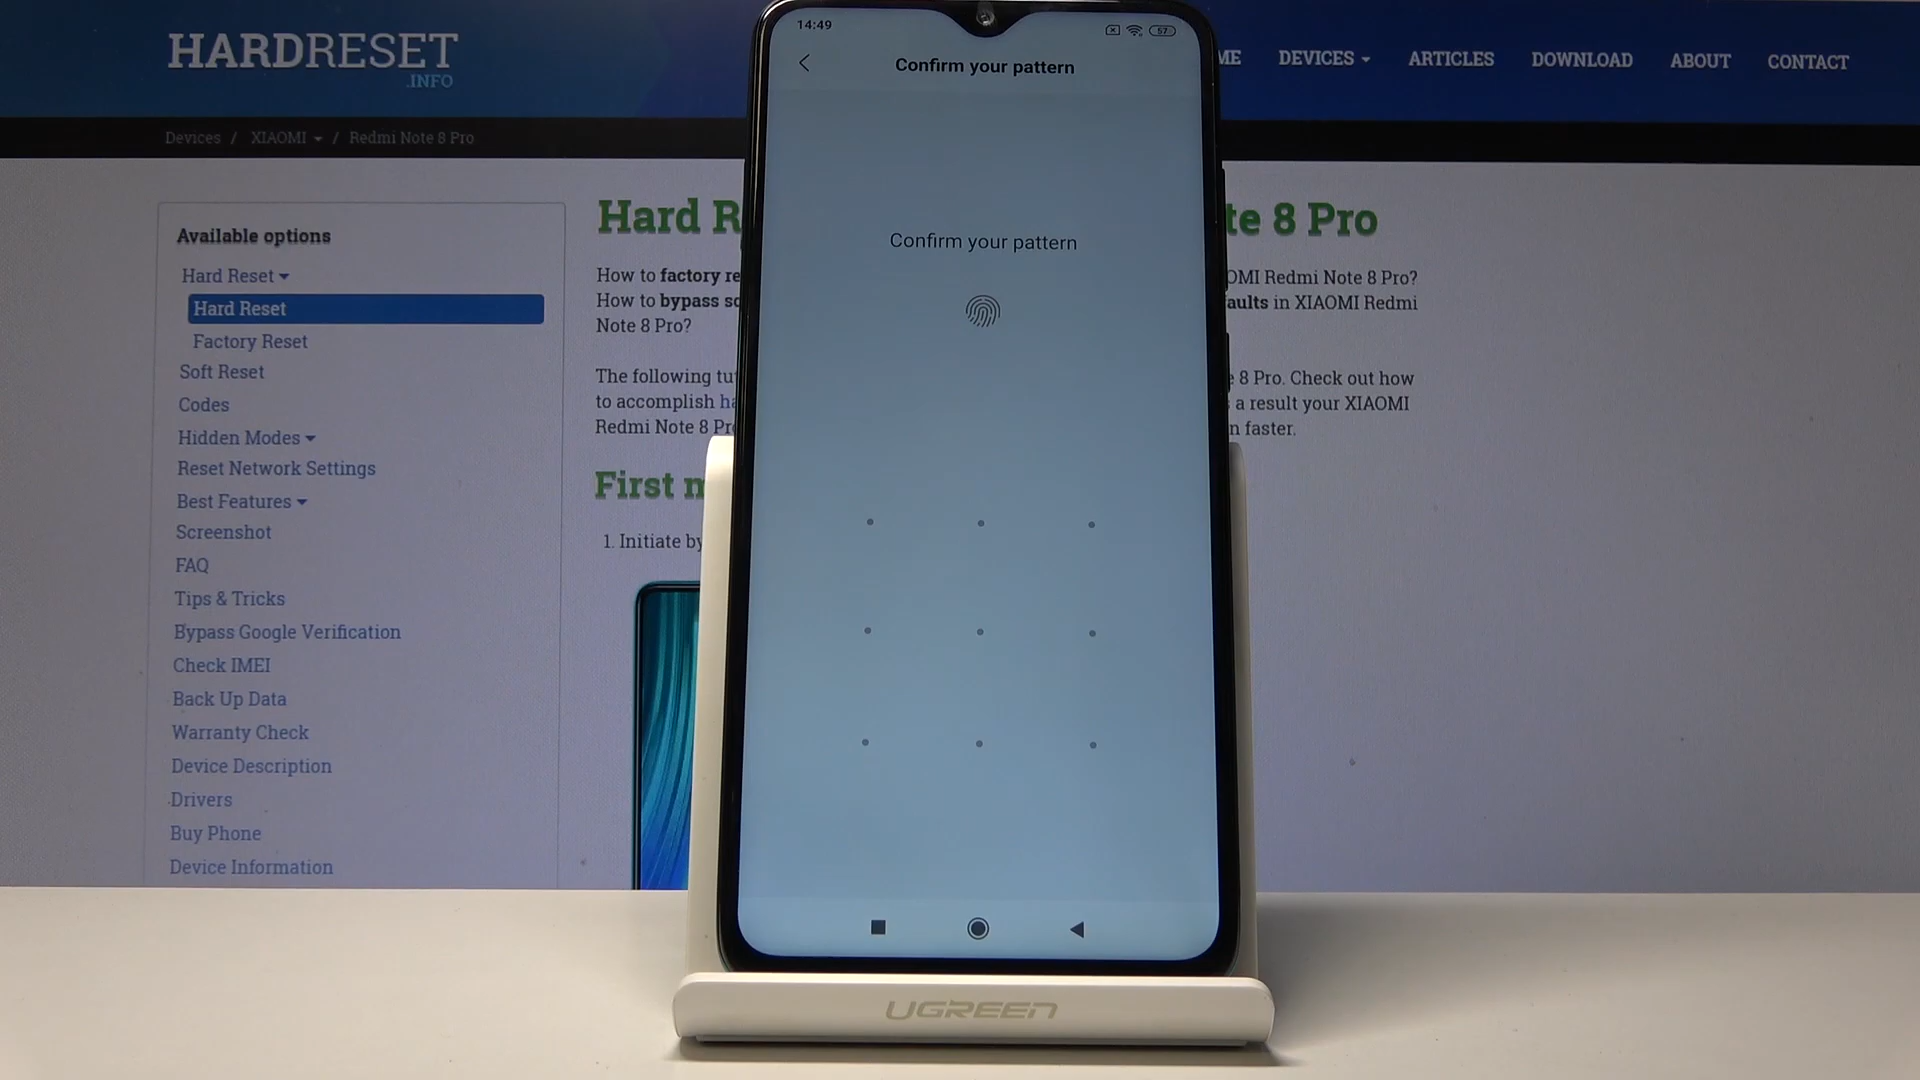 HARDRESET
.INFO
ME DEVICES ARTICLES DOWNLOAD ABOUT CONTACT
Devices / XIAOMI / Redmi Note 8 Pro
Available options
Hard Reset
Hard Reset
Factory Reset
Soft Reset
Codes
Hidden Modes
Reset Network Settings
Best Features
Screenshot
FAQ
Tips & Tricks
Bypass Google Verification
Check IMEI
Back Up Data
Warranty Check
Device Description
Drivers
Buy Phone
Device Information
Hard R te 8 Pro
How to factory re OMI Redmi Note 8 Pro?
How to bypass sc aults in XIAOMI Redmi
Note 8 Pro?
The following tu e 8 Pro. Check out how
to accomplish ha a result your XIAOMI
Redmi Note 8 Pro n faster.
First m
1. Initiate by
14:49
57
Confirm your pattern
Confirm your pattern
UGREEN